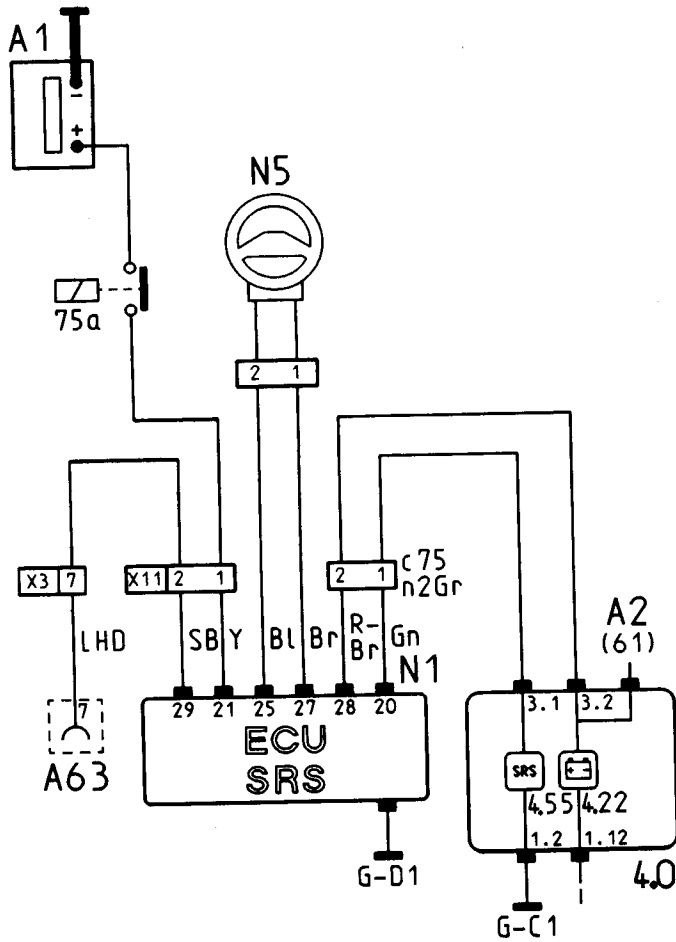 A1
−
+
N5
75a
2 1
X3 7
X11 2 1
2 1
c75
n2Gr
LHD
SB Y Bl Br R-Br Gn
N1
A2
(61)
29 21 25 27 28 20
3.1 3.2
7
A63
ECU
SRS
SRS
+ −
4.55 4.22
1.2 1.12
4.0
G-D1
G-C1